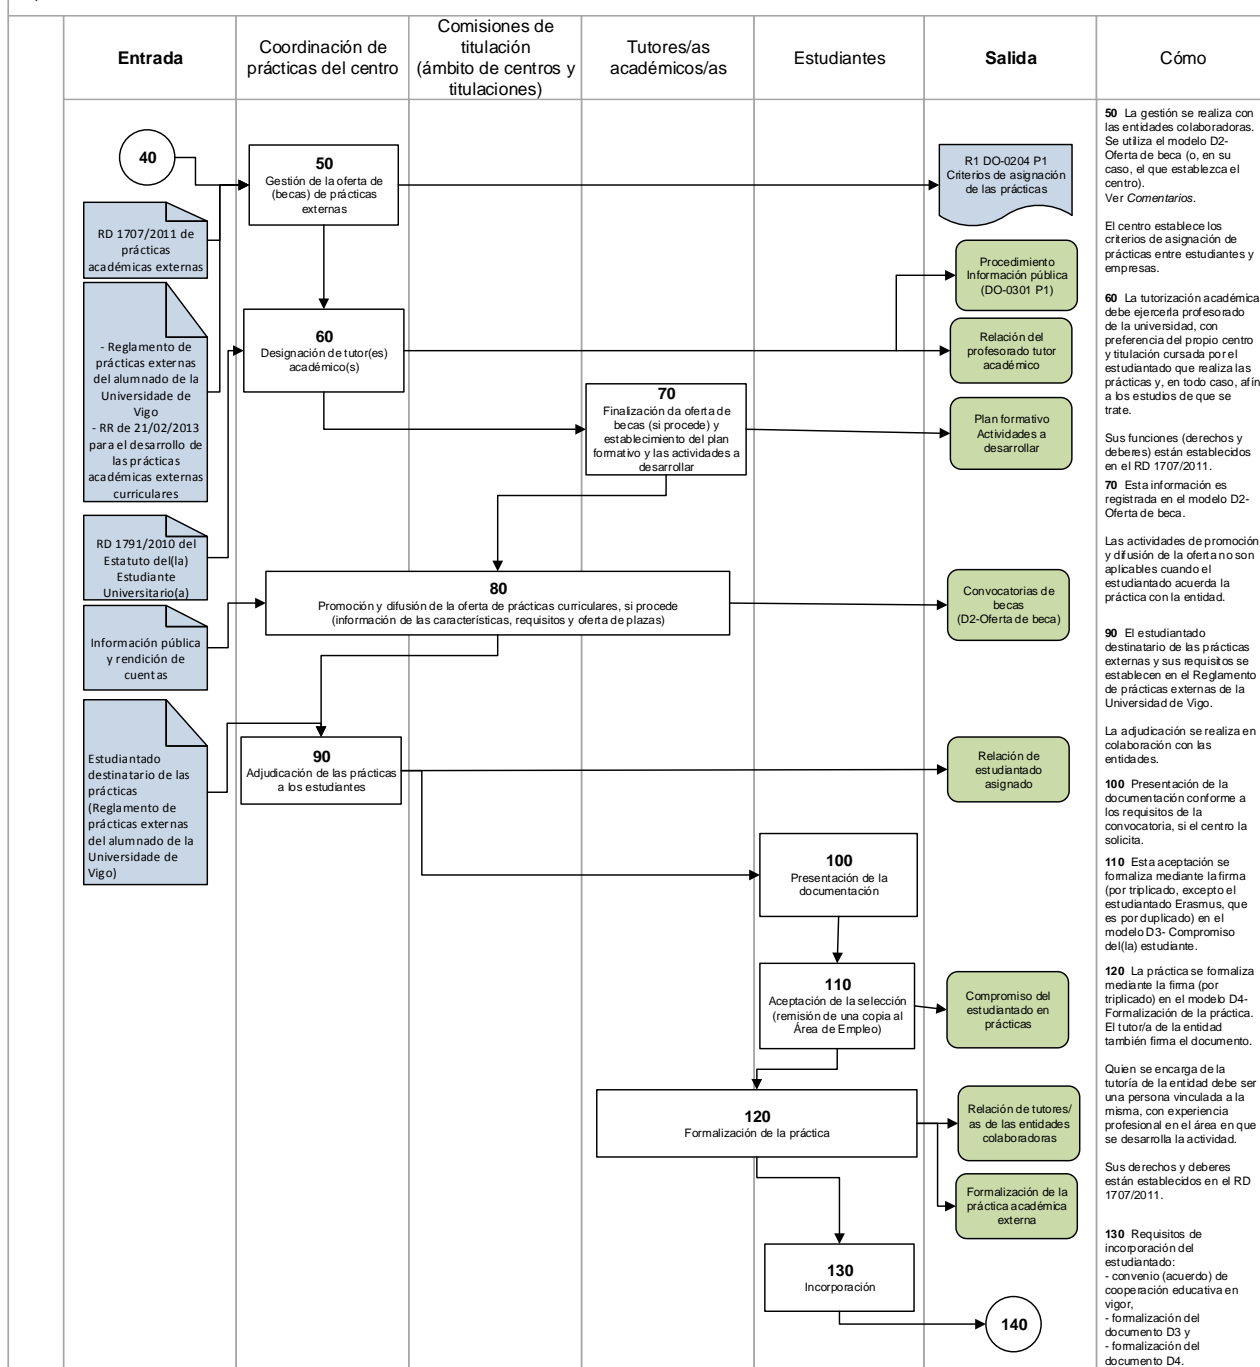 Entrada
Coordinación de
prácticas del centro
Comisiones de
titulación
(ámbito de centros y
titulaciones)
Tutores/as
académicos/as
Estudiantes
Salida
Cómo
40
50
Gestión de la oferta de
(becas) de prácticas
externas
R1 DO-0204 P1
Criterios de asignación
de las prácticas
RD 1707/2011 de
prácticas
académicas externas
Procedimiento
Información pública
(DO-0301 P1)
- Reglamento de
prácticas externas
del alumnado de la
Universidade de
Vigo
- RR de 21/02/2013
para el desarrollo de
las prácticas
académicas externas
curriculares
60
Designación de tutor(es)
académico(s)
Relación del
profesorado tutor
académico
70
Finalización da oferta de
becas (si procede) y
establecimiento del plan
formativo y las actividades a
desarrollar
Plan formativo
Actividades a
desarrollar
RD 1791/2010 del
Estatuto del(la)
Estudiante
Universitario(a)
80
Promoción y difusión de la oferta de prácticas curriculares, si procede
(información de las características, requisitos y oferta de plazas)
Convocatorias de
becas
(D2-Oferta de beca)
Información pública
y rendición de
cuentas
Estudiantado
destinatario de las
prácticas
(Reglamento de
prácticas externas
del alumnado de la
Universidade de
Vigo)
90
Adjudicación de las prácticas
a los estudiantes
Relación de
estudiantado
asignado
100
Presentación de la
documentación
110
Aceptación de la selección
(remisión de una copia al
Área de Empleo)
Compromiso del
estudiantado en
prácticas
120
Formalización de la práctica
Relación de tutores/
as de las entidades
colaboradoras
Formalización de la
práctica académica
externa
130
Incorporación
140
50 La gestión se realiza con
las entidades colaboradoras.
Se utiliza el modelo D2-
Oferta de beca (o, en su
caso, el que establezca el
centro).
Ver Comentarios.
El centro establece los
criterios de asignación de
prácticas entre estudiantes y
empresas.
60 La tutorización académica
debe ejercerla profesorado
de la universidad, con
preferencia del propio centro
y titulación cursada por el
estudiantado que realiza las
prácticas y, en todo caso, afín
a los estudios de que se
trate.
Sus funciones (derechos y
deberes) están establecidos
en el RD 1707/2011.
70 Esta información es
registrada en el modelo D2-
Oferta de beca.
Las actividades de promoción
y difusión de la oferta no son
aplicables cuando el
estudiantado acuerda la
práctica con la entidad.
90 El estudiantado
destinatario de las prácticas
externas y sus requisitos se
establecen en el Reglamento
de prácticas externas de la
Universidad de Vigo.
La adjudicación se realiza en
colaboración con las
entidades.
100 Presentación de la
documentación conforme a
los requisitos de la
convocatoria, si el centro la
solicita.
110 Esta aceptación se
formaliza mediante la firma
(por triplicado, excepto el
estudiantado Erasmus, que
es por duplicado) en el
modelo D3- Compromiso
del(la) estudiante.
120 La práctica se formaliza
mediante la firma (por
triplicado) en el modelo D4-
Formalización de la práctica.
El tutor/a de la entidad
también firma el documento.
Quien se encarga de la
tutoría de la entidad debe ser
una persona vinculada a la
misma, con experiencia
profesional en el área en que
se desarrolla la actividad.
Sus derechos y deberes
están establecidos en el RD
1707/2011.
130 Requisitos de
incorporación del
estudiantado:
- convenio (acuerdo) de
cooperación educativa en
vigor,
- formalización del
documento D3 y
- formalización del
documento D4.